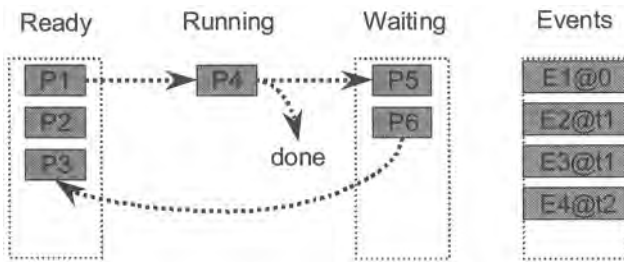 Ready Running Waiting Events
P1 P4 P5 E1@0
P2 P6 E2@t1
P3 done E3@t1
E4@t2